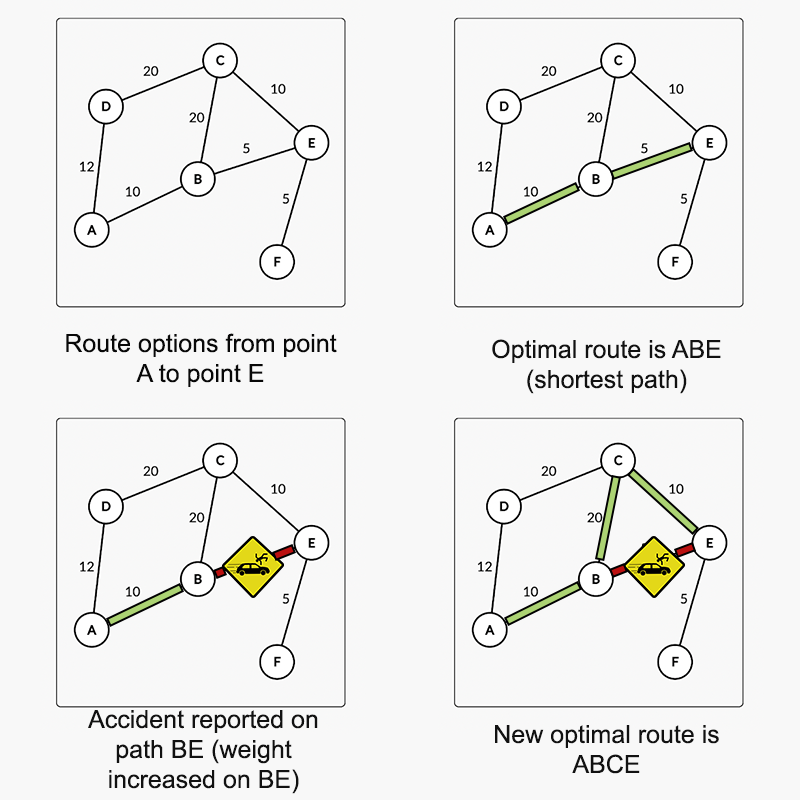 C
20
10
D
20
5
E
12
B
10
5
A
F
Route options from point
A to point E
C
20
10
D
20
5
E
12
B
10
5
A
F
Optimal route is ABE
(shortest path)
C
20
10
D
20
E
12
B
10
5
A
F
Accident reported on
path BE (weight
increased on BE)
C
20
10
D
20
E
12
B
10
5
A
F
New optimal route is
ABCE